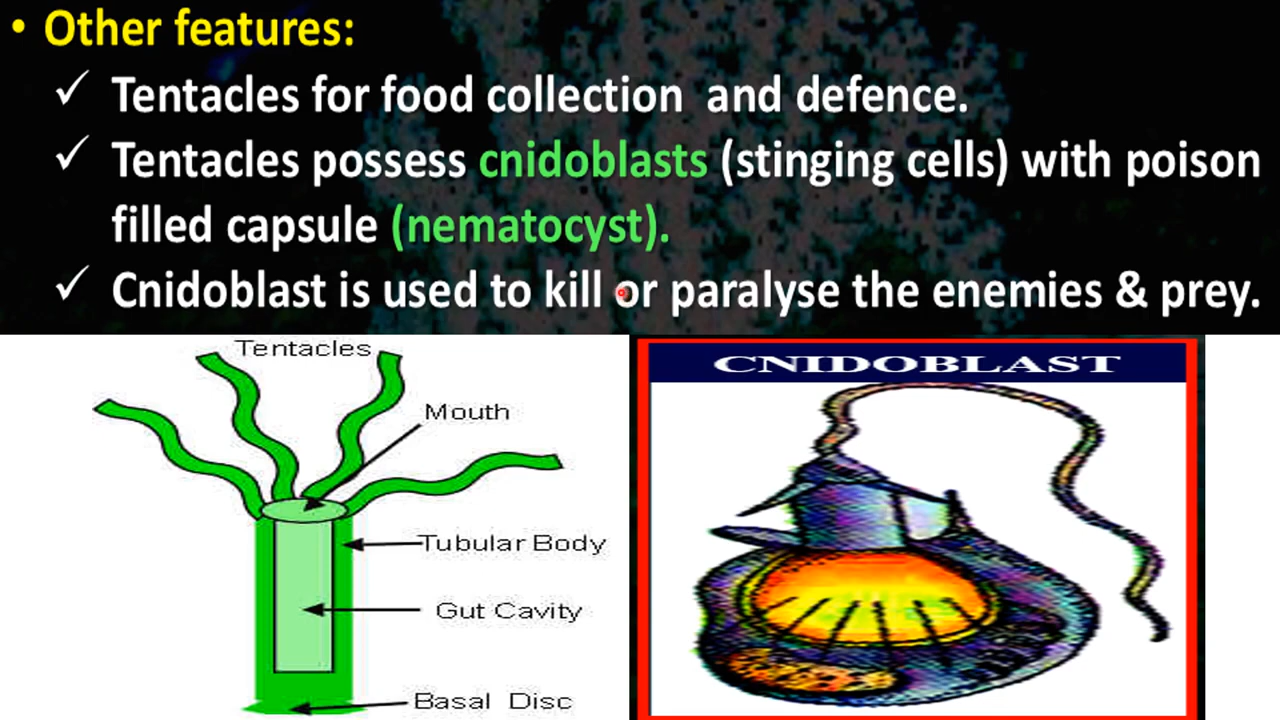 • Other features:
✓ Tentacles for food collection and defence.
✓ Tentacles possess cnidoblasts (stinging cells) with poison
filled capsule (nematocyst).
✓ Cnidoblast is used to kill or paralyse the enemies & prey.
Tentacles
Mouth
Tubular Body
Gut Cavity
Basal Disc
CNIDOBLAST